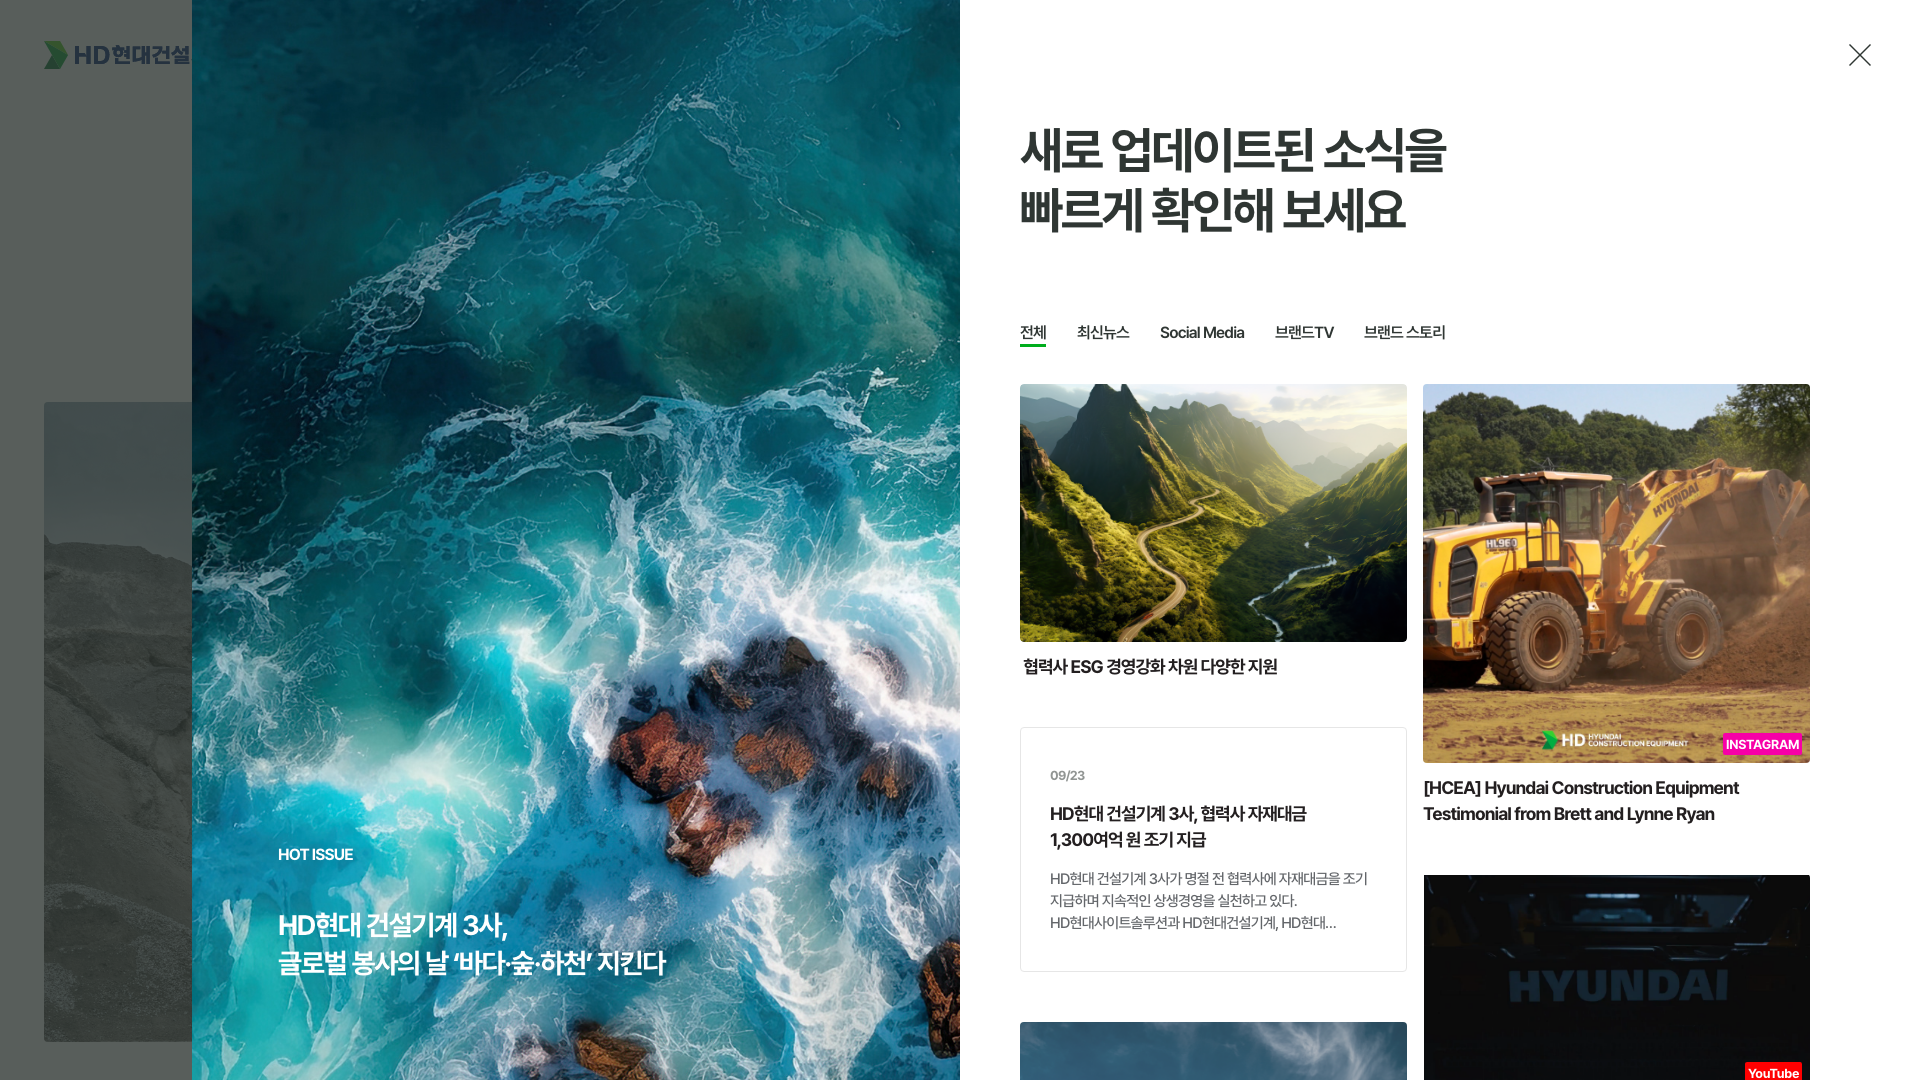 HD현대건설
새로 업데이트된 소식을
빠르게 확인해 보세요
전체
최신뉴스
Social Media
브랜드TV
브랜드 스토리
HOT ISSUE
HD현대 건설기계 3사,
글로벌 봉사의 날 ‘바다·숲·하천’ 지킨다
협력사 ESG 경영강화 차원 다양한 지원
09/23
HD현대 건설기계 3사, 협력사 자재대금
1,300여억 원 조기 지급
HD현대 건설기계 3사가 명절 전 협력사에 자재대금을 조기
지급하며 지속적인 상생경영을 실천하고 있다.
HD현대사이트솔루션과 HD현대건설기계, HD현대...
HYUNDAI
HL960
HD HYUNDAI
CONSTRUCTION EQUIPMENT
INSTAGRAM
[HCEA] Hyundai Construction Equipment
Testimonial from Brett and Lynne Ryan
HYUNDAI
YouTube